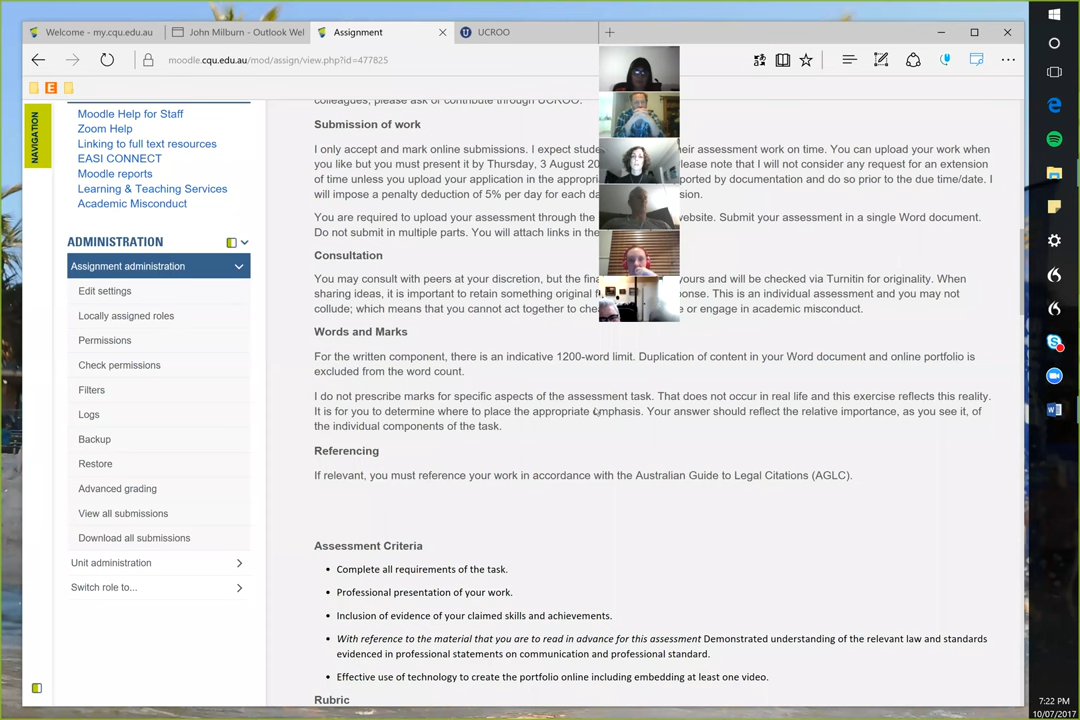 Welcome - my.cqu.edu.au
John Milburn - Outlook Wel
Assignment
UCROO
moodle.cqu.edu.au/mod/assign/view.php?id=477825
NAVIGATION
Moodle Help for Staff
Zoom Help
Linking to full text resources
EASI CONNECT
Moodle reports
Learning & Teaching Services
Academic Misconduct
ADMINISTRATION
Assignment administration
Edit settings
Locally assigned roles
Permissions
Check permissions
Filters
Logs
Backup
Restore
Advanced grading
View all submissions
Download all submissions
Unit administration
Switch role to...
colleagues, please ask or contribute through UCROO.
Submission of work
I only accept and mark online submissions. I expect stude heir assessment work on time. You can upload your work when
you like but you must present it by Thursday, 3 August 20 lease note that I will not consider any request for an extension
of time unless you upload your application in the appropri ported by documentation and do so prior to the due time/date. I
will impose a penalty deduction of 5% per day for each da sion.
You are required to upload your assessment through the website. Submit your assessment in a single Word document.
Do not submit in multiple parts. You will attach links in the
Consultation
You may consult with peers at your discretion, but the fina yours and will be checked via Turnitin for originality. When
sharing ideas, it is important to retain something original f ponse. This is an individual assessment and you may not
collude; which means that you cannot act together to che e or engage in academic misconduct.
Words and Marks
For the written component, there is an indicative 1200-word limit. Duplication of content in your Word document and online portfolio is
excluded from the word count.
I do not prescribe marks for specific aspects of the assessment task. That does not occur in real life and this exercise reflects this reality.
It is for you to determine where to place the appropriate emphasis. Your answer should reflect the relative importance, as you see it, of
the individual components of the task.
Referencing
If relevant, you must reference your work in accordance with the Australian Guide to Legal Citations (AGLC).
Assessment Criteria
• Complete all requirements of the task.
• Professional presentation of your work.
• Inclusion of evidence of your claimed skills and achievements.
• With reference to the material that you are to read in advance for this assessment Demonstrated understanding of the relevant law and standards
evidenced in professional statements on communication and professional standard.
• Effective use of technology to create the portfolio online including embedding at least one video.
Rubric
7:22 PM
10/07/2017